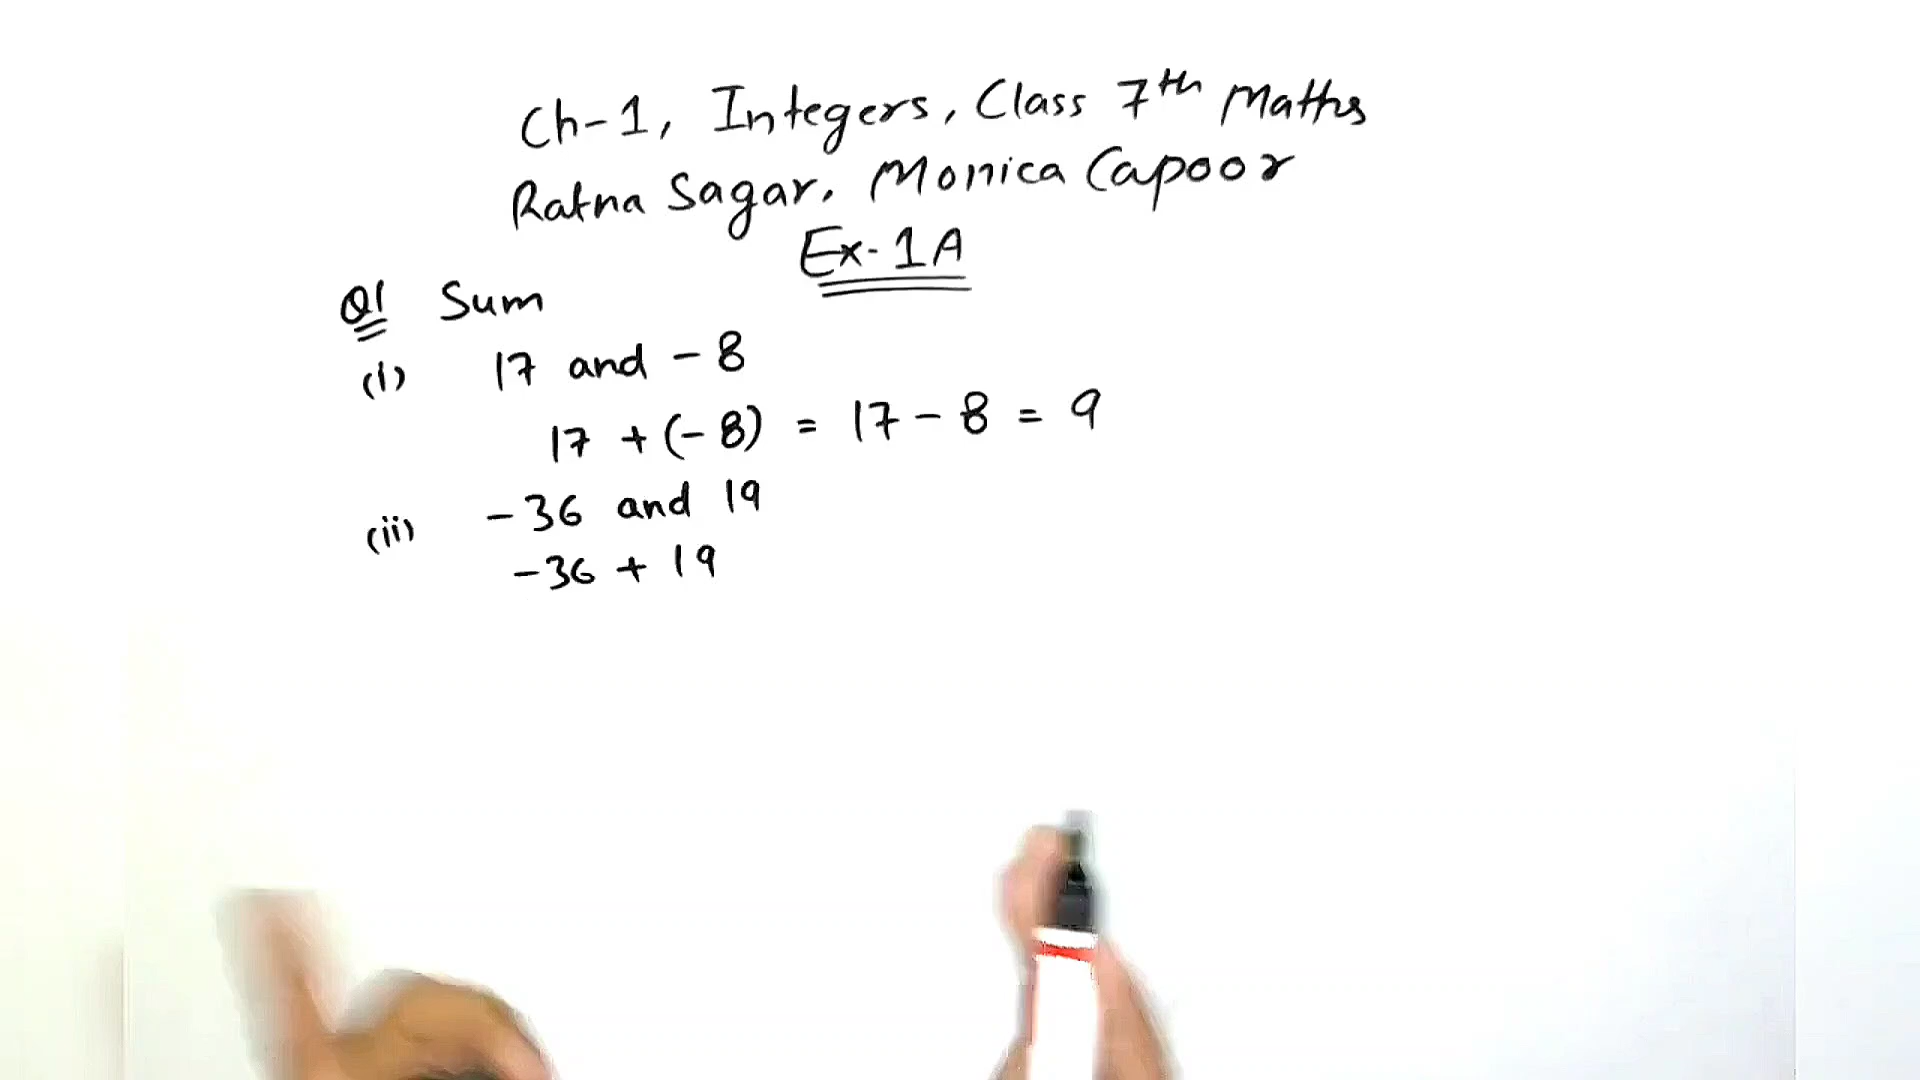 Ch-1, Integers, Class 7th Maths
Ratna Sagar, Monica Capoor
Ex-1A
Q1 Sum
(i) 17 and -8
17 + (-8) = 17 - 8 = 9
(ii) -36 and 19
-36 + 19